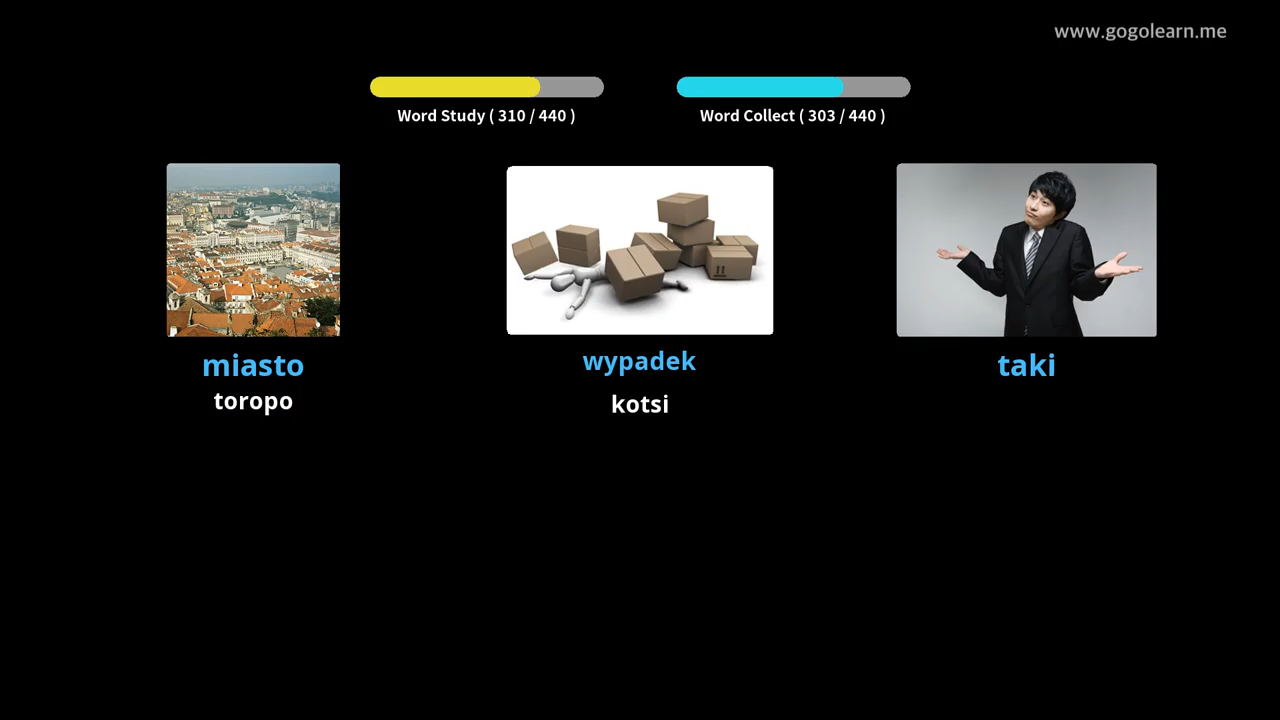 www.gogolearn.me
Word Study ( 310 / 440 )
Word Collect ( 303 / 440 )
miasto
toropo
wypadek
kotsi
taki